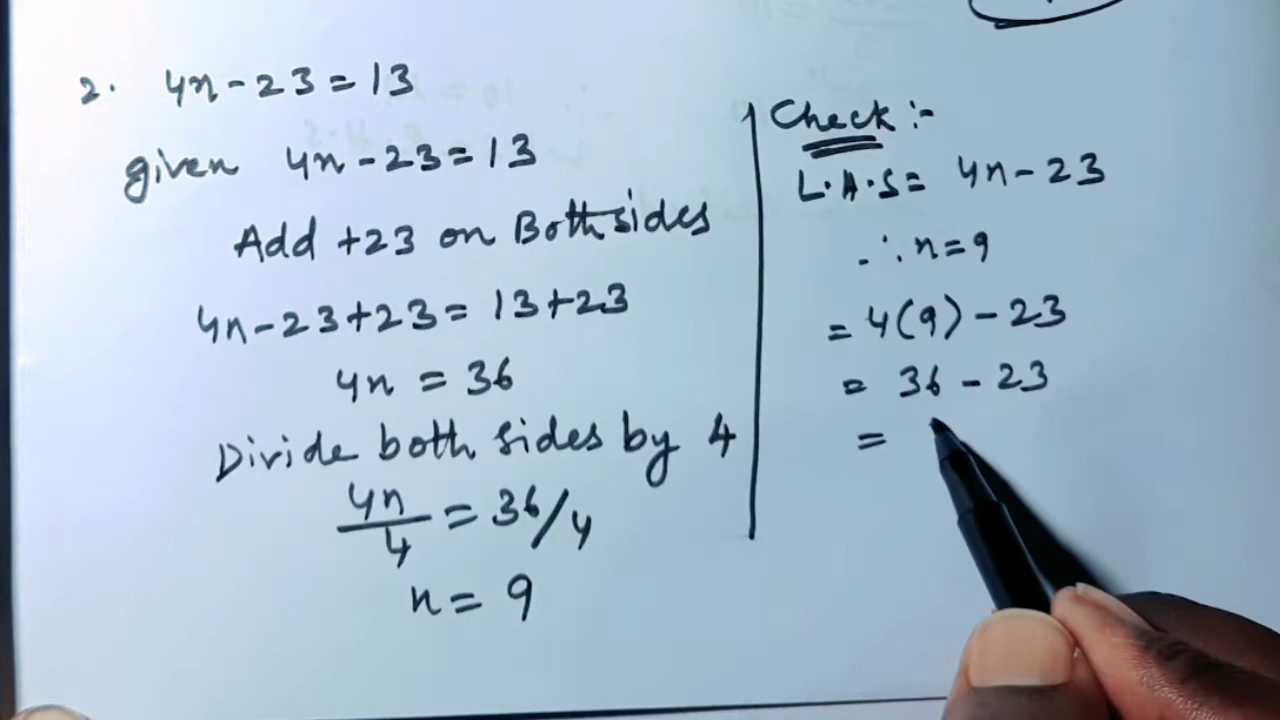 2. 4n-23=13
given 4n-23=13
Add +23 on Both sides
4n-23+23=13+23
4n=36
Divide both sides by 4
4n/4=36/4
n=9
Check:-
L.H.S=4n-23
∴n=9
=4(9)-23
=36-23
=